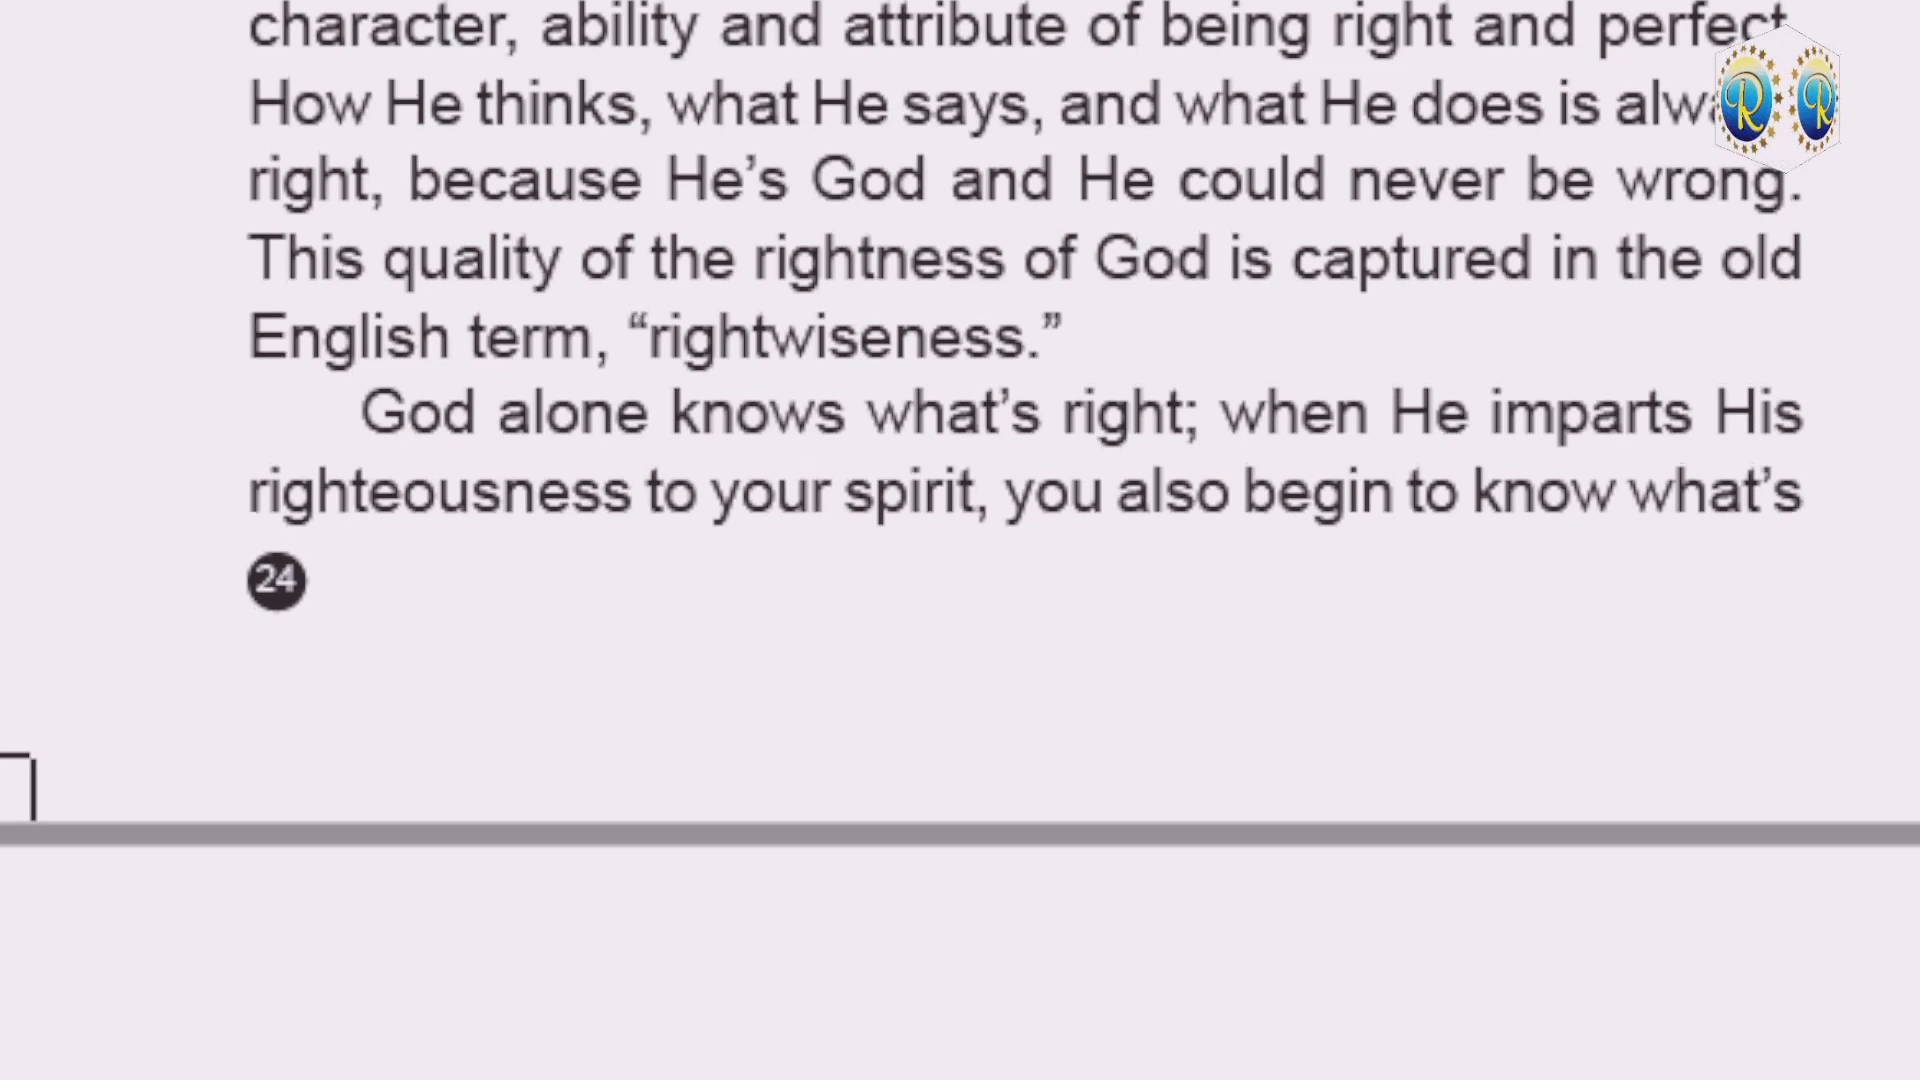 character, ability and attribute of being right and perfect.
How He thinks, what He says, and what He does is
right, because He’s God and He could never be wrong.
This quality of the rightness of God is captured in the old
English term, “rightwiseness.”
God alone knows what’s right; when He imparts His
righteousness to your spirit, you also begin to know what’s
24
R R